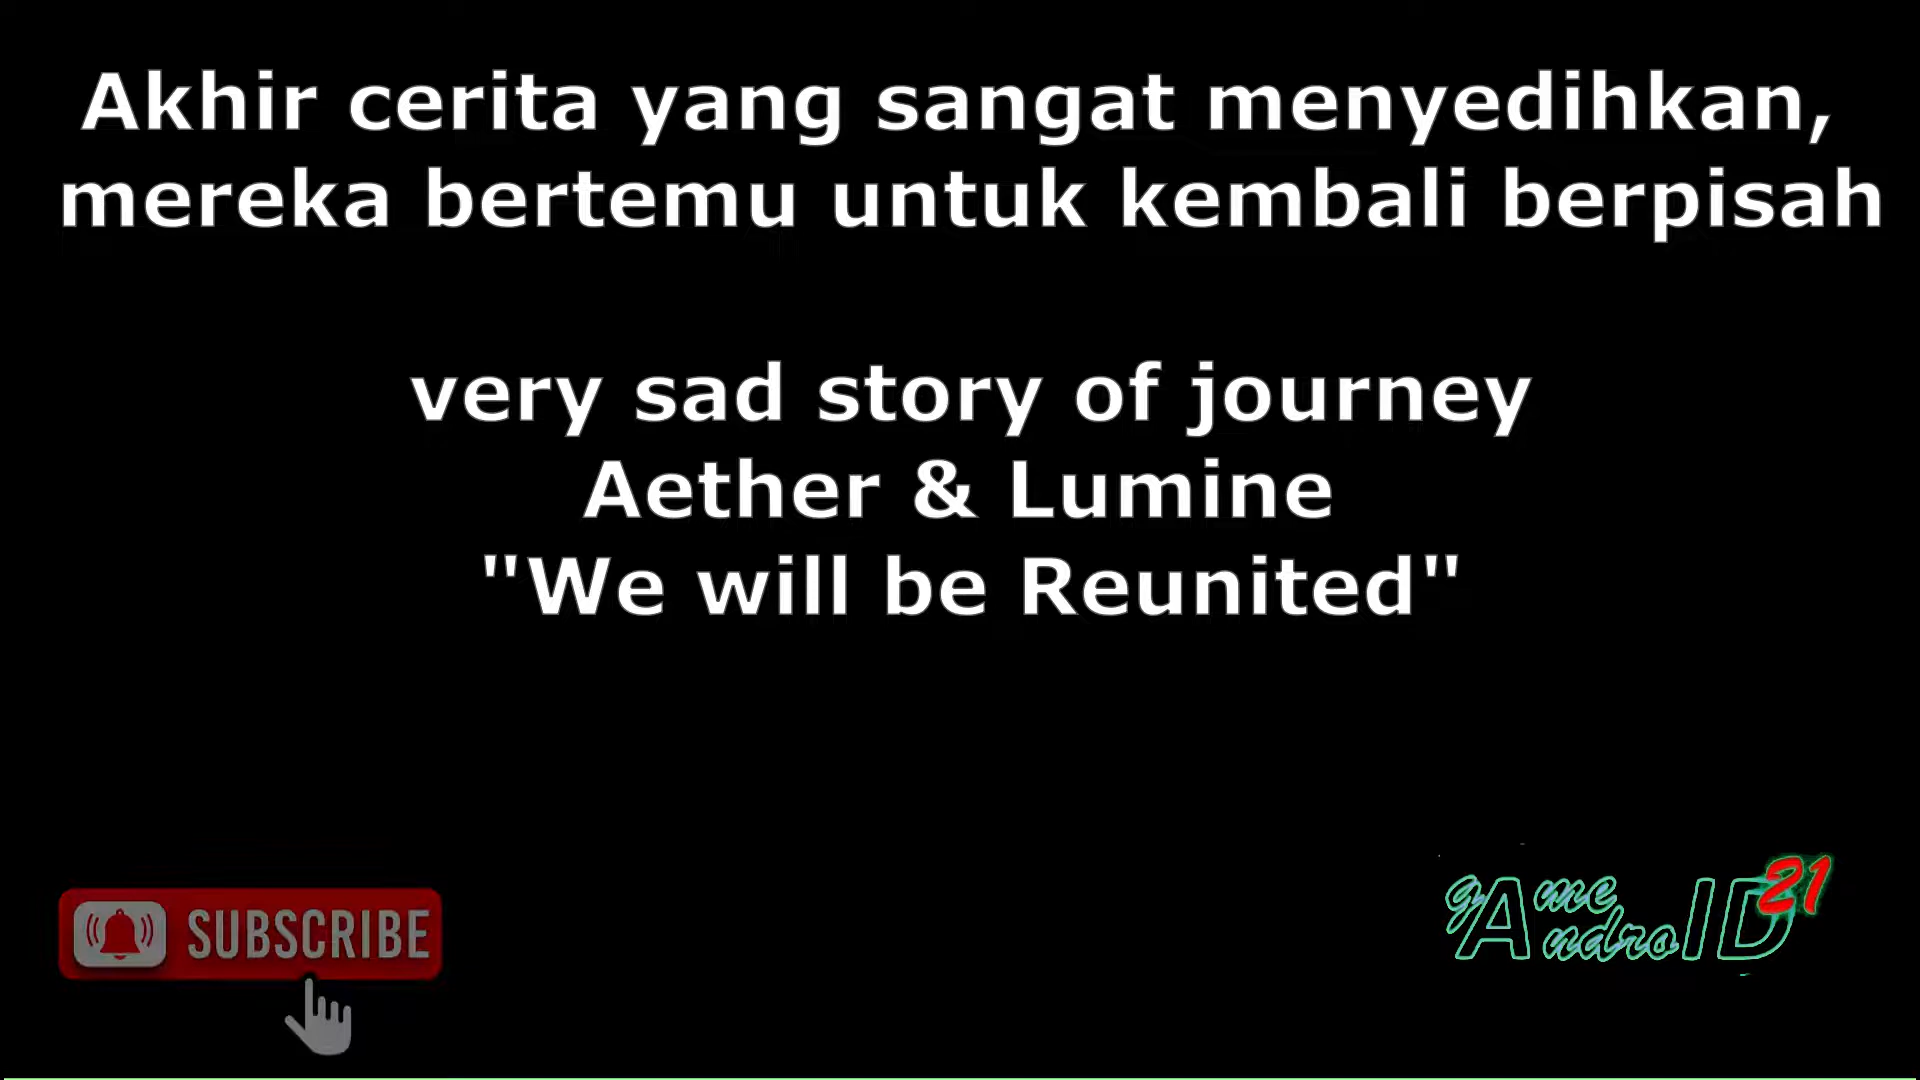 Akhir cerita yang sangat menyedihkan,
mereka bertemu untuk kembali berpisah
very sad story of journey
Aether & Lumine
"We will be Reunited"
SUBSCRIBE
gAme 21
AndroID